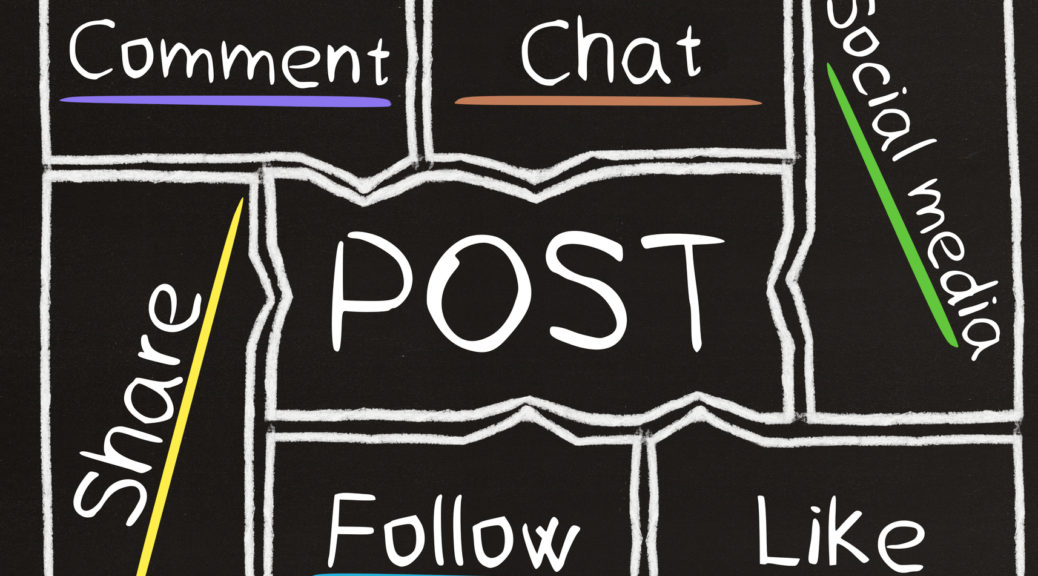 Comment
Chat
Social media
POST
Share
Follow
Like